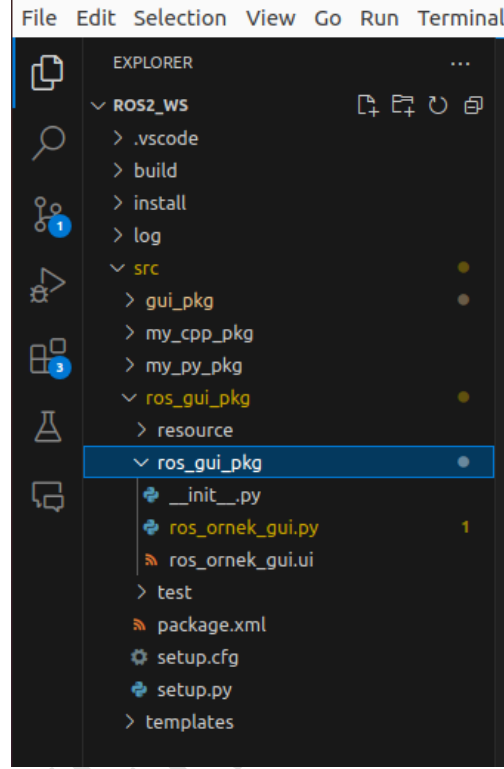 File Edit Selection View Go Run Terminal
EXPLORER
ROS2_WS
.vscode
build
install
log
1
src
gui_pkg
my_cpp_pkg
3
my_py_pkg
ros_gui_pkg
resource
ros_gui_pkg
__init__.py
ros_ornek_gui.py 1
ros_ornek_gui.ui
test
package.xml
setup.cfg
setup.py
templates